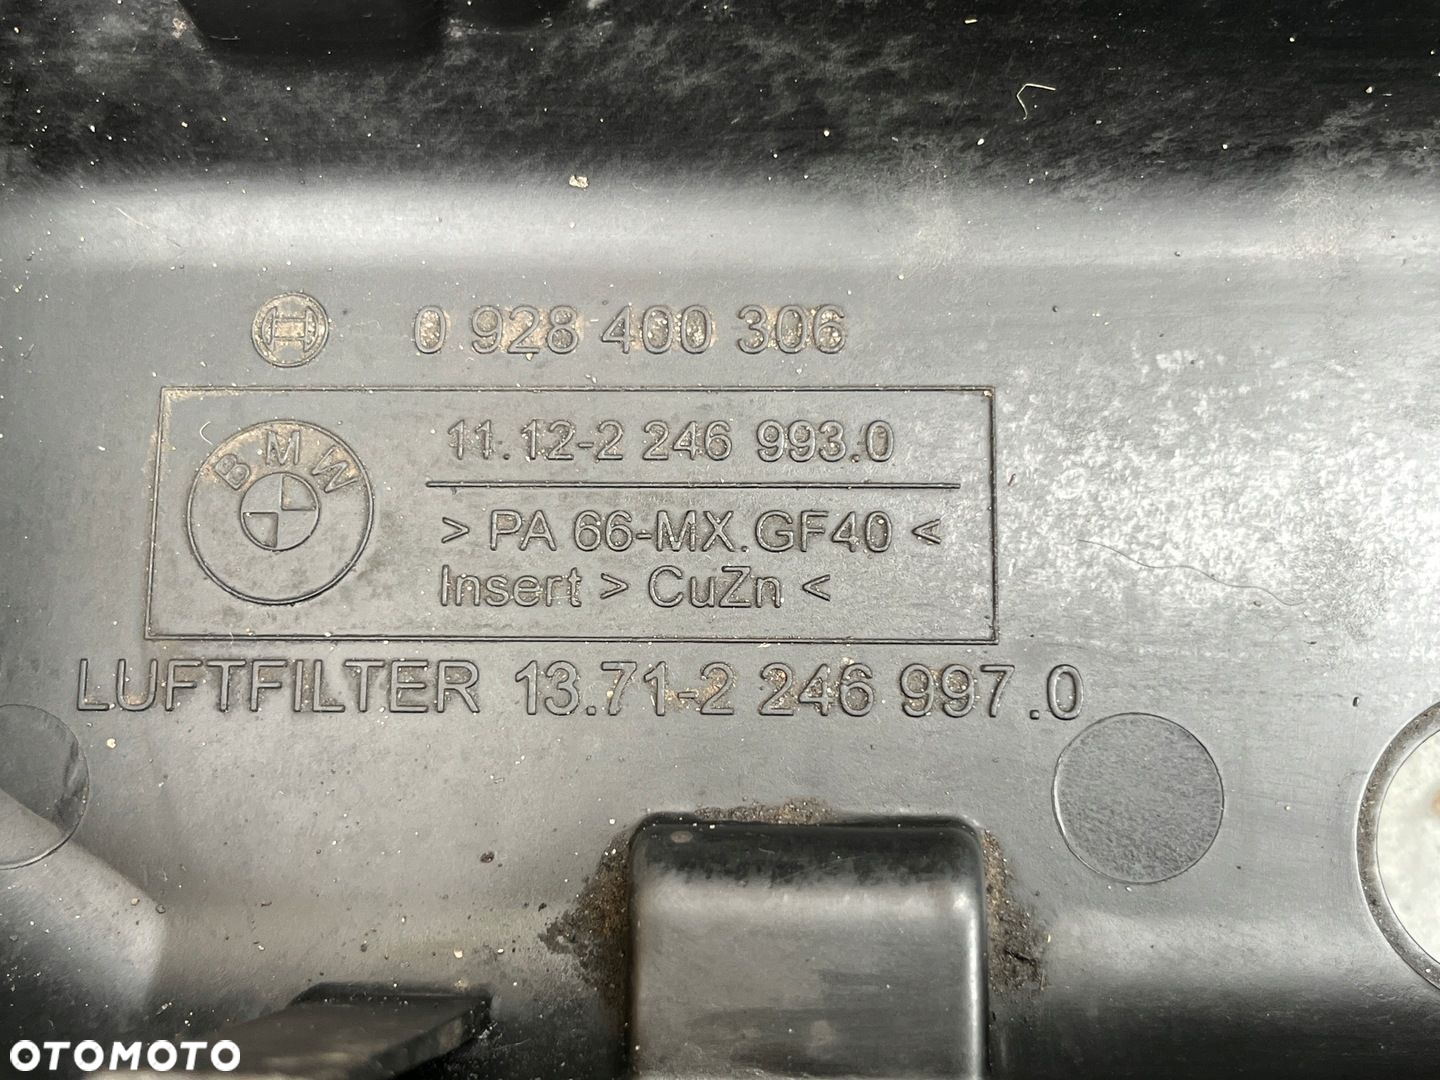 0 928 400 306
11.12-2 246 993.0
BMW
> PA 66-MX.GF40 <
Insert > CuZn <
LUFTFILTER 13.71-2 246 997.0
OTOMOTO